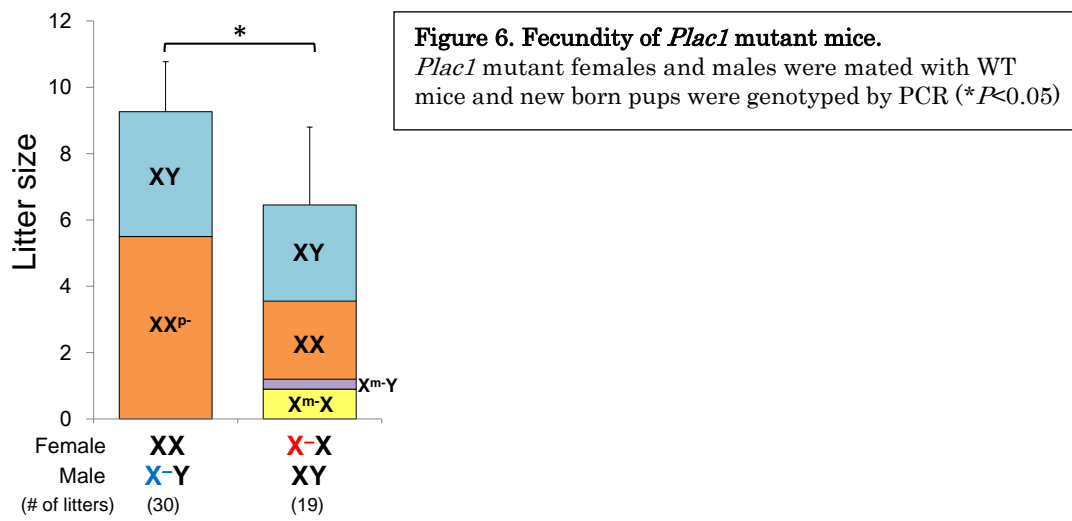 12
10
8
6
4
2
0
Litter size
*
XY
XXp-
XY
XX
Xm-Y
Xm-X
Female XX X–X
Male X–Y XY
(# of litters) (30) (19)
Figure 6. Fecundity of Plac1 mutant mice.
Plac1 mutant females and males were mated with WT
mice and new born pups were genotyped by PCR (*P<0.05)